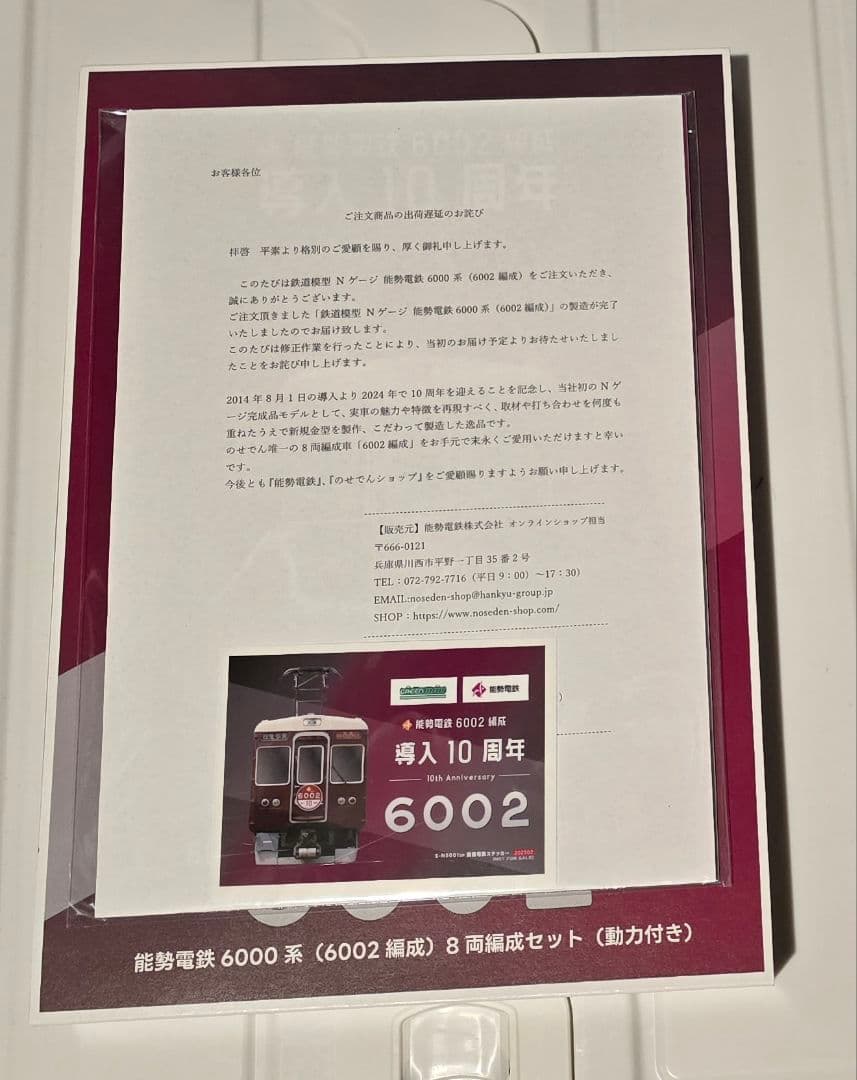 お客様各位
ご注文商品の出荷遅延のお詫び
拝啓　平素より格別のご愛顧を賜り、厚く御礼申し上げます。
このたびは鉄道模型 N ゲージ 能勢電鉄 6000 系（6002 編成）をご注文いただき、
誠にありがとうございます。
ご注文頂きました「鉄道模型 N ゲージ 能勢電鉄 6000 系（6002 編成）」の製造が完了
いたしましたのでお届け致します。
このたびは修正作業を行ったことにより、当初のお届け予定よりお待たせいたしまし
たことをお詫び申し上げます。
2014 年 8 月 1 日の導入より 2024 年で 10 周年を迎えることを記念し、当社初の N ゲ
ージ完成品モデルとして、実車の魅力や特徴を再現すべく、取材や打ち合わせを何度も
重ねたうえで新規金型を製作、こだわって製造した逸品です。
のせでん唯一の 8 両編成車「6002 編成」をお手元で末永くご愛用いただけますと幸い
です。
今後とも『能勢電鉄』、『のせでんショップ』をご愛顧賜りますようお願い申し上げます。
【販売元】能勢電鉄株式会社 オンラインショップ担当
〒666-0121
兵庫県川西市平野一丁目 35 番 2 号
TEL：072-792-7716（平日 9：00）～17：30）
EMAIL:noseden-shop@hankyu-group.jp
SHOP：https://www.noseden-shop.com/
）
GREENMAX 能勢電鉄
能勢電鉄 6002 編成
導入 10 周年
10th Anniversary
6002
6002
能勢電鉄 6000 系（6002 編成）8 両編成セット（動力付き）